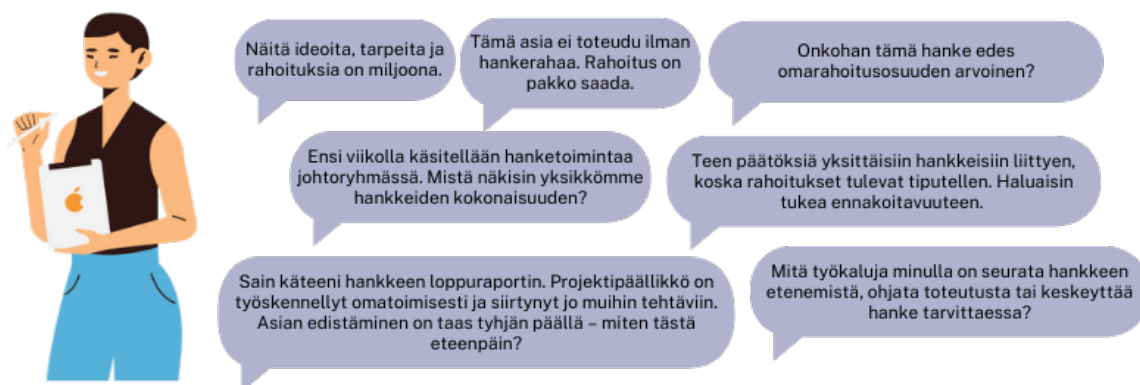 Näitä ideoita, tarpeita ja
rahoituksia on miljoona.
Tämä asia ei toteudu ilman
hankerahaa. Rahoitus on
pakko saada.
Onkohan tämä hanke edes
omarahoitusosuuden arvoinen?
Ensi viikolla käsitellään hanketoimintaa
johtoryhmässä. Mistä näkisin yksikkömme
hankkeiden kokonaisuuden?
Teen päätöksiä yksittäisiin hankkeisiin liittyen,
koska rahoitukset tulevat tiputellen. Haluaisin
tukea ennakoitavuuteen.
Sain käteeni hankkeen loppuraportin. Projektipäällikkö on
työskennellyt omatoimisesti ja siirtynyt jo muihin tehtäviin.
Asian edistäminen on taas tyhjän päällä – miten tästä
eteenpäin?
Mitä työkaluja minulla on seurata hankkeen
etenemistä, ohjata toteutusta tai keskeyttää
hanke tarvittaessa?